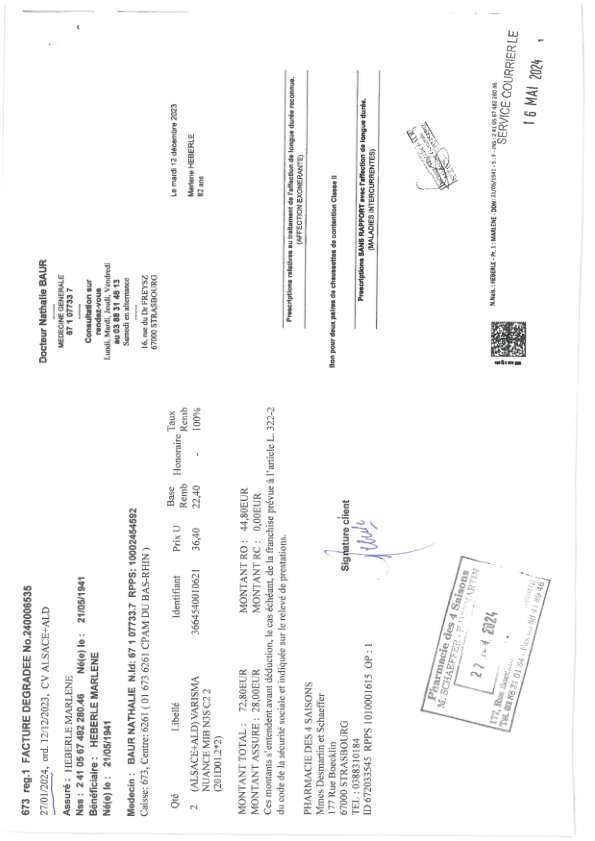 673 reg.1 FACTURE DEGRADEE No.240006535
27/01/2024, ord. 12/12/2023, CV ALSACE+ALD
Assuré : HEBERLE MARLENE
Nss : 2 41 05 67 482 280.46 Né(e) le : 21/05/1941
Bénéficiaire : HEBERLE MARLENE
Né(e) le : 21/05/1941
Medecin : BAUR NATHALIE N.Id: 67 1 07733.7 RPPS: 10002454592
Caisse: 673, Centre: 6261 ( 01 673 6261 CPAM DU BAS-RHIN )
Qté Libellé Identifiant Prix U Base Remb Honoraire Taux Remb
2 (ALSACE+ALD) VARISMA 3664540010621 36,40 22,40 - 100%
NUANCE MIB N3S C2 2
(201D01.2*2)
MONTANT TOTAL : 72,80EUR MONTANT RO : 44,80EUR
MONTANT ASSURE : 28,00EUR MONTANT RC : 0,00EUR
Ces montants s'entendent avant déduction, le cas échéant, de la franchise prévue à l'article L. 322-2
du code de la sécurité sociale et indiquée sur le relevé de prestations.
PHARMACIE DES 4 SAISONS
Mmes Desmartin et Schaeffer
177 Rue Boecklin
67000 STRASBOURG
TEL : 0388310184
ID 672033545 RPPS 1010001615 OP : 1
Signature client
Pharmacie des 4 Saisons
M. SCHAEFFER -
2024
177, Rue
Tél. 03 88 31 01 84 - Fax 03 88 41 89 46
Docteur Nathalie BAUR
MEDECINE GENERALE
67 1 07733 7
Consultation sur
rendez-vous
Lundi, Mardi, Jeudi, Vendredi
au 03 88 31 48 13
Samedi en alternance
16, rue du Dr FREYSZ
67000 STRASBOURG
Le mardi 12 décembre 2023
Marlene HEBERLE
82 ans
Prescriptions relatives au traitement de l'affection de longue durée reconnue.
(AFFECTION EXONERANTE)
Bon pour deux paires de chaussettes de contention Classe II
Prescriptions SANS RAPPORT avec l'affection de longue durée.
(MALADIES INTERCURRENTES)
N.Nais : HEBERLE - Pr. 1 : MARLENE - DDN : 21/05/1941 - S : F - INS : 2 41 05 67 482 280 46
SERVICE COURRIER LE
16 MAI 2024
1